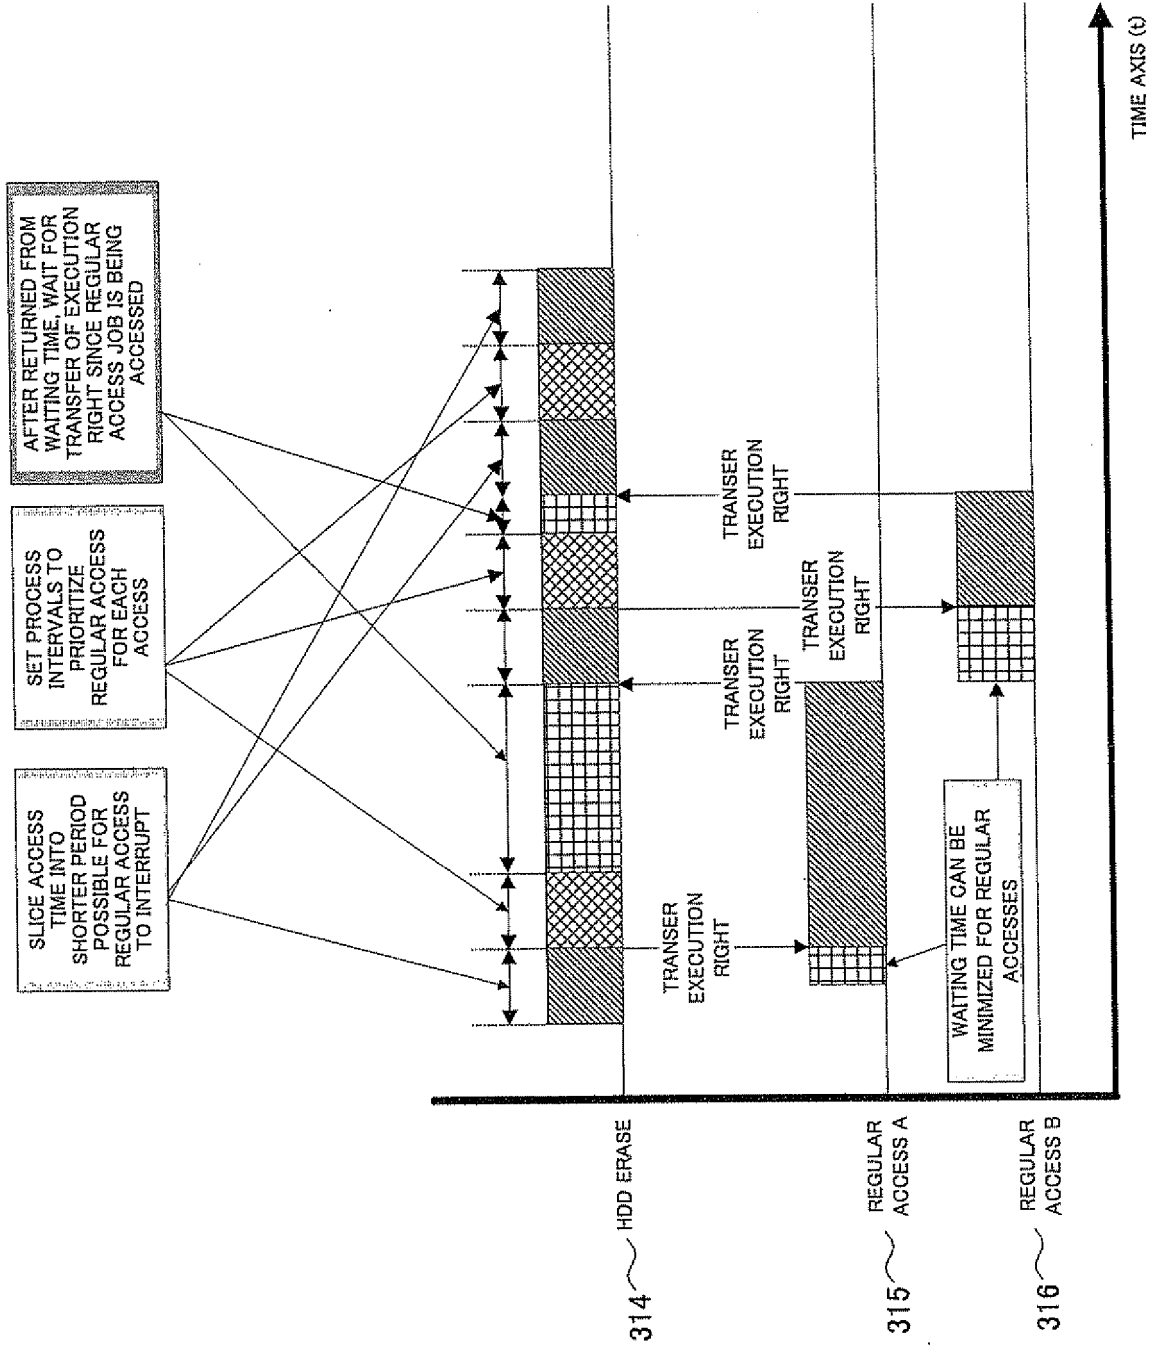 SLICE ACCESS
TIME INTO
SHORTER PERIOD
POSSIBLE FOR
REGULAR ACCESS
TO INTERRUPT
SET PROCESS
INTERVALS TO
PRIORITIZE
REGULAR ACCESS
FOR EACH
ACCESS
AFTER RETURNED FROM
WAITING TIME, WAIT FOR
TRANSFER OF EXECUTION
RIGHT SINCE REGULAR
ACCESS JOB IS BEING
ACCESSED
314 HDD ERASE
TRANSER
EXECUTION
RIGHT
TRANSER
EXECUTION
RIGHT
TRANSER
EXECUTION
RIGHT
TRANSER
EXECUTION
RIGHT
315 REGULAR
ACCESS A
WAITING TIME CAN BE
MINIMIZED FOR REGULAR
ACCESSES
316 REGULAR
ACCESS B
TIME AXIS (t)